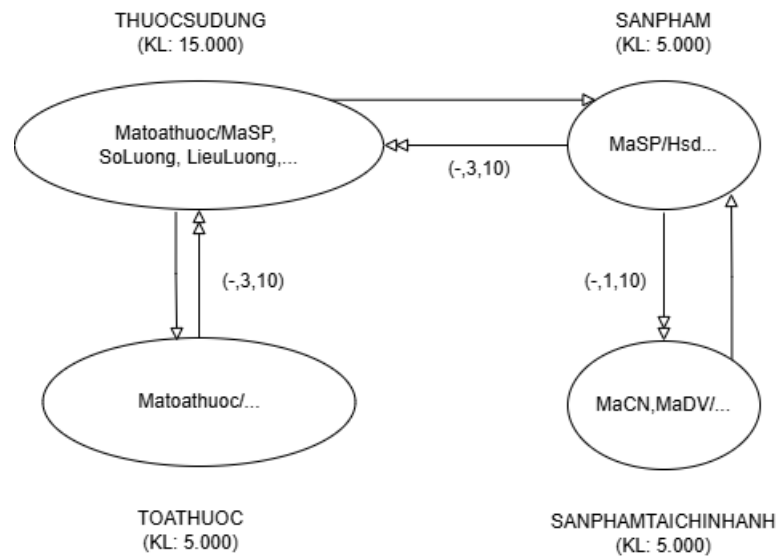 THUOCSUDUNG
(KL: 15.000)
SANPHAM
(KL: 5.000)
Matoathuoc/MaSP,
SoLuong, LieuLuong,...
MaSP/Hsd...
(-,3,10)
(-,3,10)
(-,1,10)
Matoathuoc/...
MaCN,MaDV/...
TOATHUOC
(KL: 5.000)
SANPHAMTAICHINHANH
(KL: 5.000)